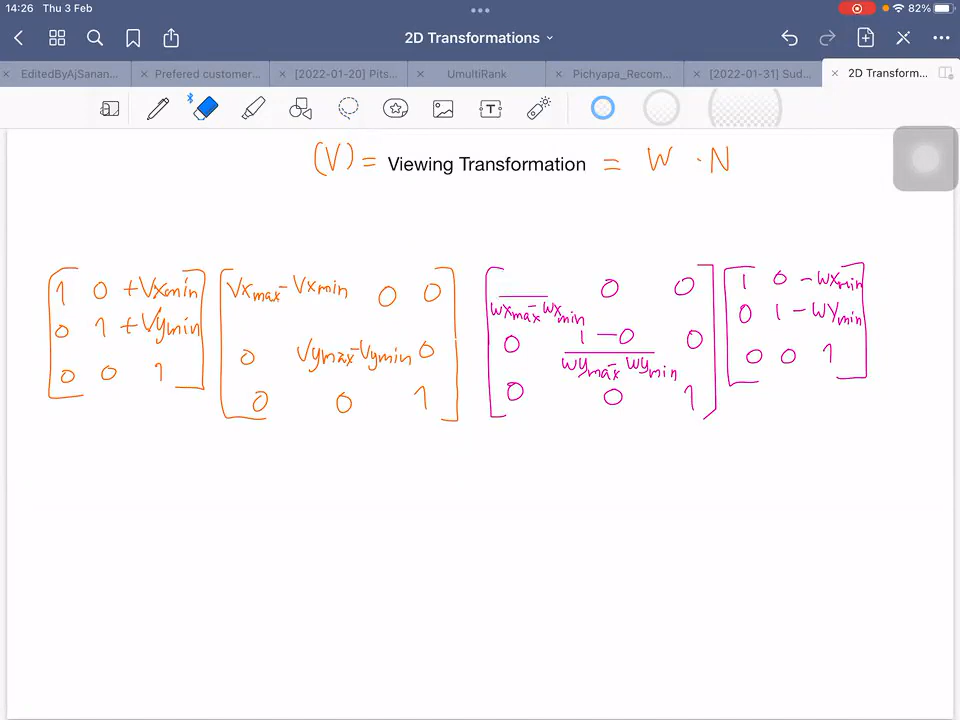 14:26 Thu 3 Feb
82%
2D Transformations
EditedByAjSanan...
Prefered customer...
[2022-01-20] Pits...
UmultiRank
Pichyapa_Recom...
[2022-01-31] Sud...
2D Transform...
(V) = Viewing Transformation = W · N
1 0 +Vxmin
0 1 +Vymin
0 0 1
Vxmax-Vxmin 0 0
0 Vymax-Vymin 0
0 0 1
0 0
wxmax-wxmin
0 1-0 0
wymax-wymin
0 0 1
1 0 -wxmin
0 1 -wymin
0 0 1